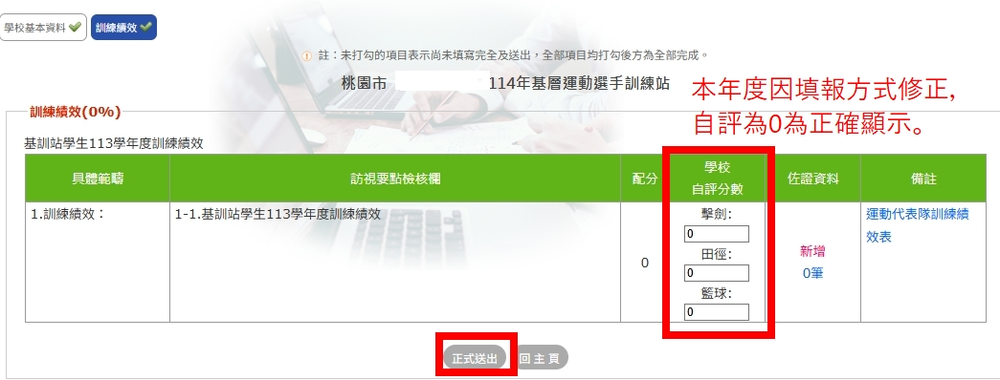 學校基本資料
訓練績效
註：未打勾的項目表示尚未填寫完全及送出，全部項目均打勾後方為全部完成。
桃園市 114年基層運動選手訓練站
本年度因填報方式修正,
自評為0為正確顯示。
訓練績效(0%)
基訓站學生113學年度訓練績效
具體範疇 訪視要點檢核欄 配分 學校 自評分數 佐證資料 備註
1.訓練績效： 1-1.基訓站學生113學年度訓練績效
0
擊劍：
0
田徑：
0
籃球：
0
新增
0筆
運動代表隊訓練績
效表
正式送出 回主頁